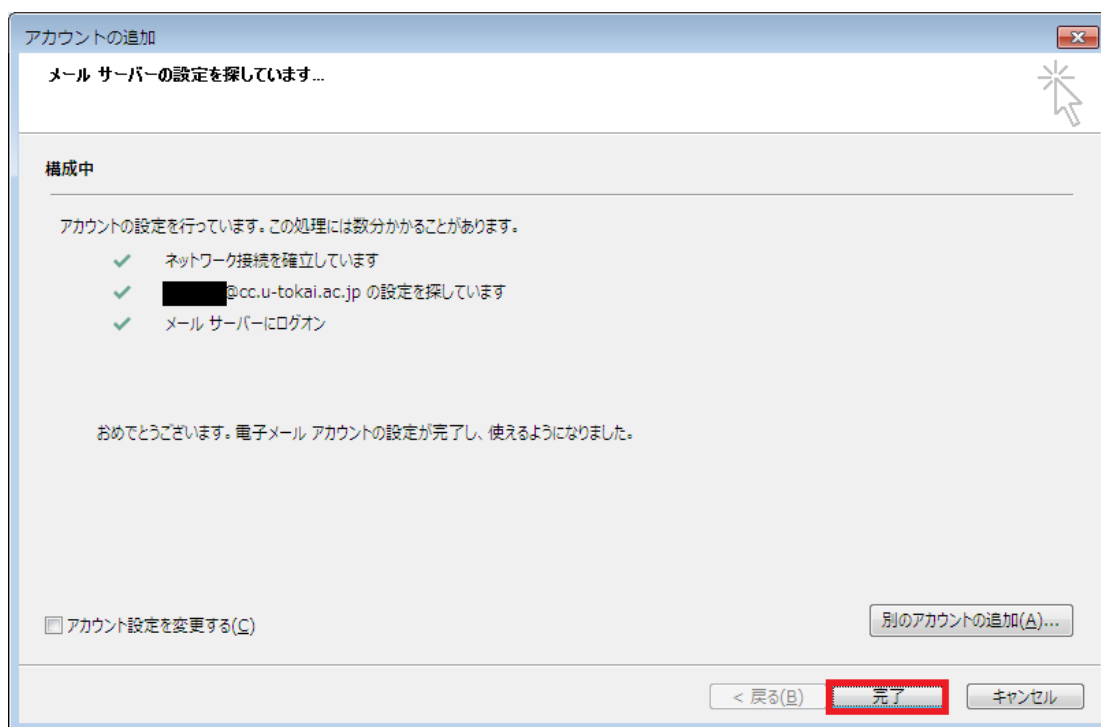 アカウントの追加
メール サーバーの設定を探しています...
構成中
アカウントの設定を行っています。この処理には数分かかることがあります。
ネットワーク接続を確立しています
@cc.u-tokai.ac.jp の設定を探しています
メール サーバーにログオン
おめでとうございます。電子メール アカウントの設定が完了し、使えるようになりました。
アカウント設定を変更する(C)
別のアカウントの追加(A)...
< 戻る(B)
完了
キャンセル